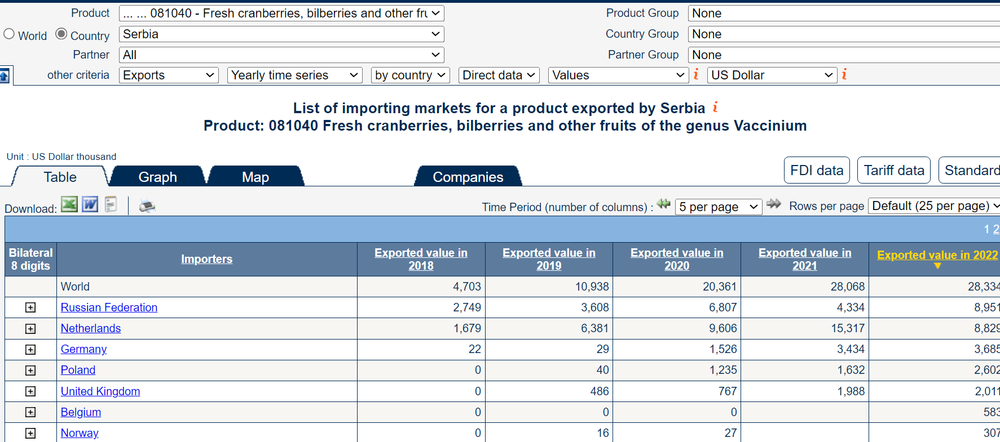 Product ... ... 081040 - Fresh cranberries, bilberries and other fru Product Group None
World Country Serbia Country Group None
Partner All Partner Group None
other criteria Exports Yearly time series by country Direct data Values i US Dollar i
List of importing markets for a product exported by Serbia i
Product: 081040 Fresh cranberries, bilberries and other fruits of the genus Vaccinium
Unit : US Dollar thousand
Table Graph Map Companies FDI data Tariff data Standard
Download: Time Period (number of columns) : 5 per page Rows per page Default (25 per page)
1 2
Bilateral 8 digits Importers Exported value in 2018 Exported value in 2019 Exported value in 2020 Exported value in 2021 Exported value in 2022
World 4,703 10,938 20,361 28,068 28,334
Russian Federation 2,749 3,608 6,807 4,334 8,951
Netherlands 1,679 6,381 9,606 15,317 8,829
Germany 22 29 1,526 3,434 3,685
Poland 0 40 1,235 1,632 2,602
United Kingdom 0 486 767 1,988 2,011
Belgium 0 0 0 583
Norway 0 16 27 307